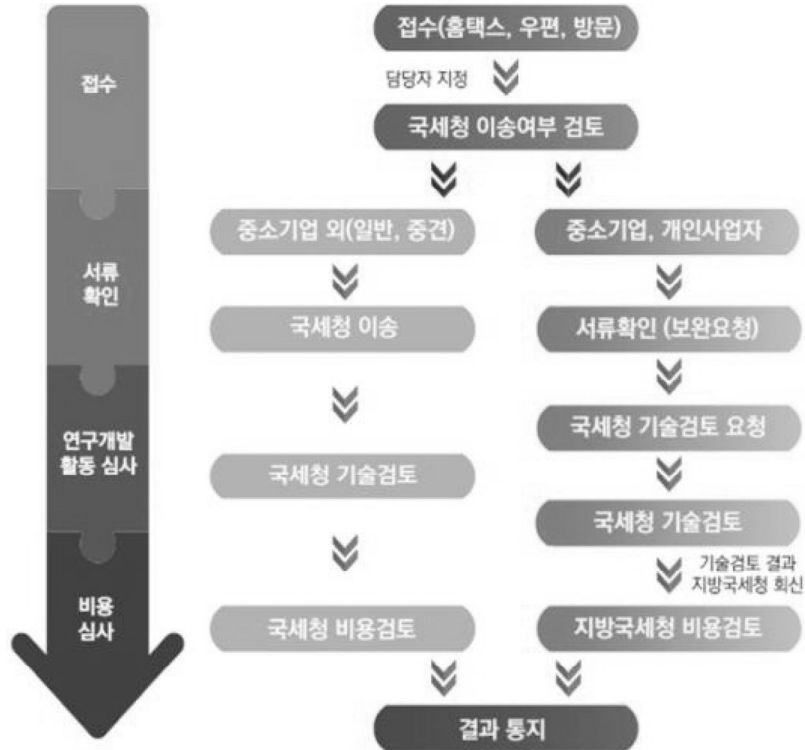 접수
서류
확인
연구개발
활동 심사
비용
심사
접수(홈택스, 우편, 방문)
담당자 지정
국세청 이송여부 검토
중소기업 외(일반, 중견)
국세청 이송
국세청 기술검토
국세청 비용검토
중소기업, 개인사업자
서류확인 (보완요청)
국세청 기술검토 요청
국세청 기술검토
기술검토 결과
지방국세청 회신
지방국세청 비용검토
결과 통지